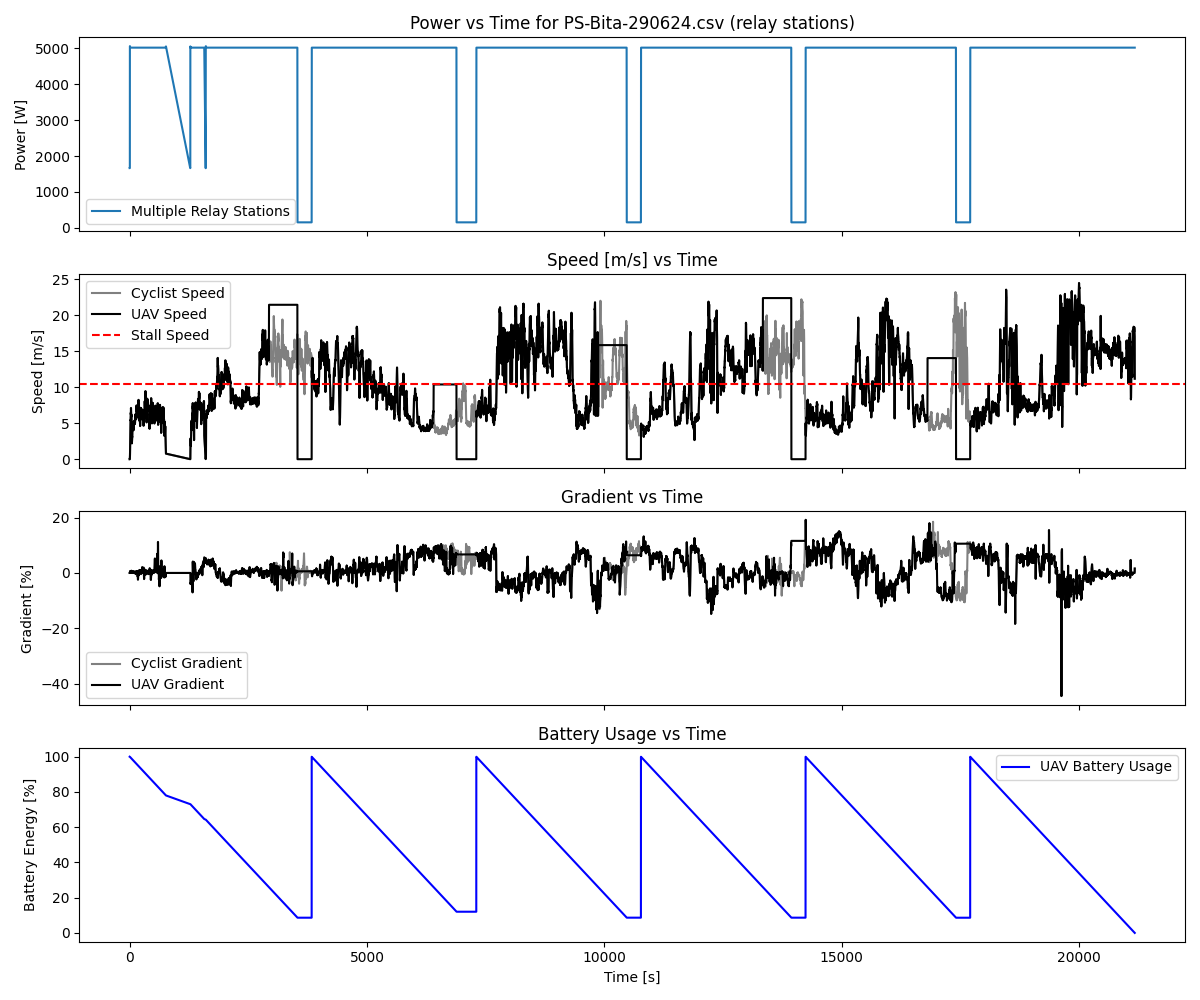 Power vs Time for PS-Bita-290624.csv (relay stations)
5000
4000
3000
2000
1000
0
Power [W]
Multiple Relay Stations
Speed [m/s] vs Time
25
20
15
10
5
0
Speed [m/s]
Cyclist Speed
UAV Speed
Stall Speed
Gradient vs Time
20
0
−20
−40
Gradient [%]
Cyclist Gradient
UAV Gradient
Battery Usage vs Time
100
80
60
40
20
0
Battery Energy [%]
UAV Battery Usage
0 5000 10000 15000 20000
Time [s]